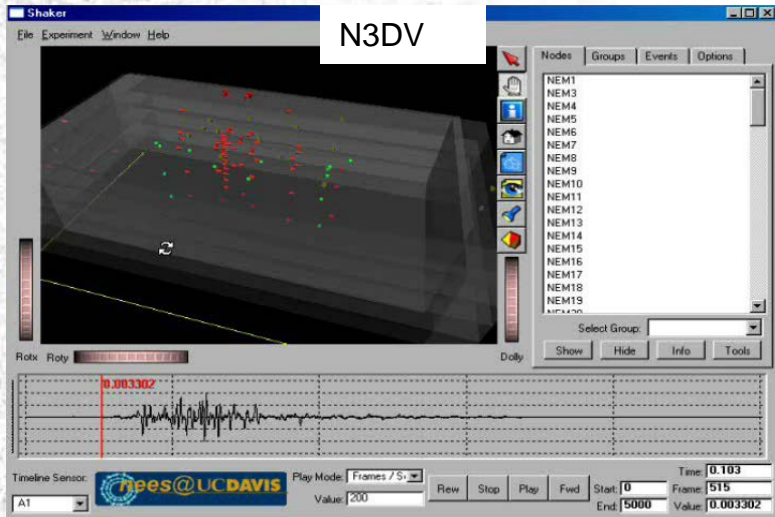 Shaker
N3DV
File Experiment Window Help
Nodes Groups Events Options
NEM1
NEM3
NEM4
NEM5
NEM6
NEM7
NEM8
NEM9
NEM10
NEM11
NEM12
NEM13
NEM14
NEM15
NEM16
NEM17
NEM18
NEM19
Select Group:
Show Hide Info Tools
Rotx Roty Dolly
0.003302
Timeline Sensor:
A1
nees@UCDAVIS
Play Mode: Frames / S
Value: 200
Rew Stop Play Fwd
Start: 0
End: 5000
Time: 0.103
Frame: 515
Value: 0.003302